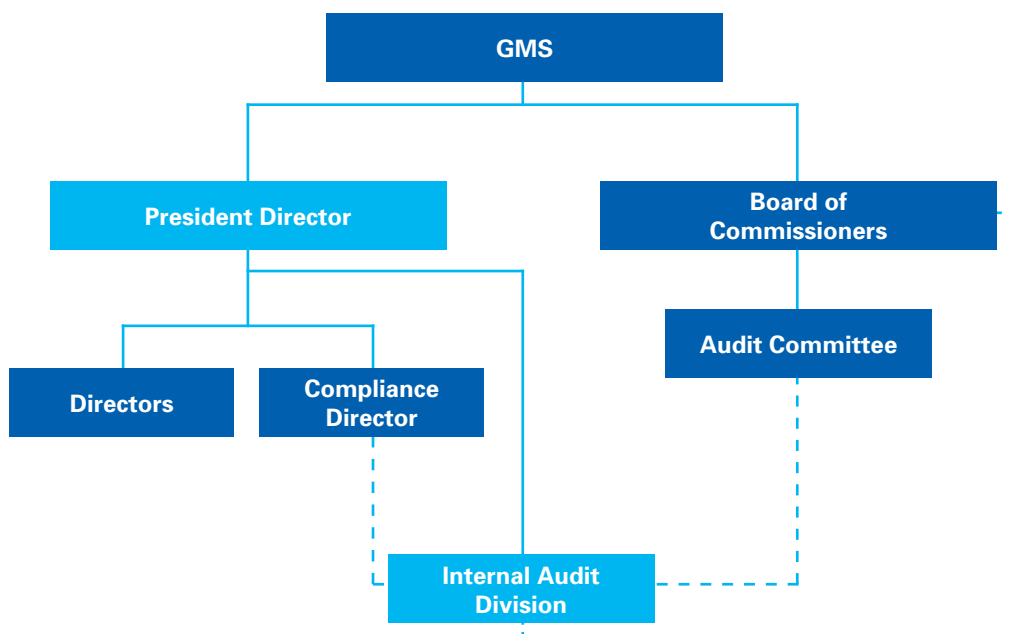 GMS
President Director
Board of
Commissioners
Audit Committee
Directors
Compliance
Director
Internal Audit
Division